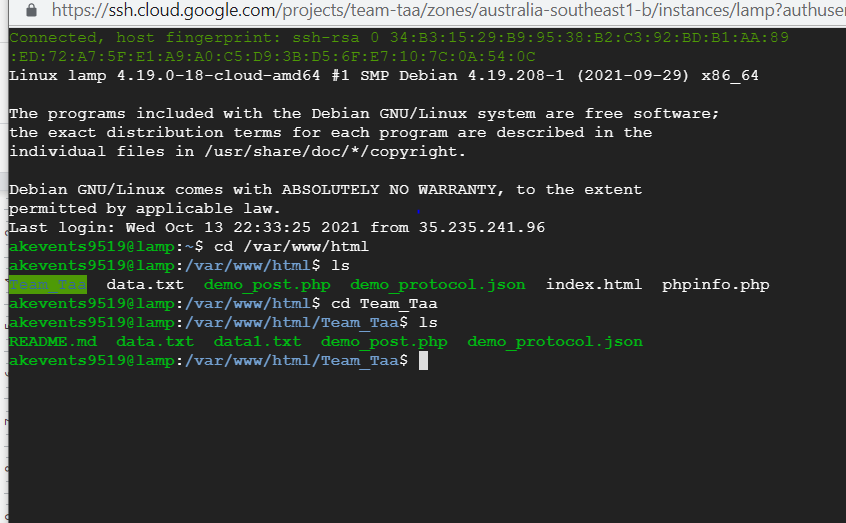 https://ssh.cloud.google.com/projects/team-taa/zones/australia-southeast1-b/instances/lamp?authuser
Connected, host fingerprint: ssh-rsa 0 34:B3:15:29:B9:95:38:B2:C3:92:BD:B1:AA:89
:ED:72:A7:5F:E1:A9:A0:C5:D9:3B:D5:6F:E7:10:7C:0A:54:0C
Linux lamp 4.19.0-18-cloud-amd64 #1 SMP Debian 4.19.208-1 (2021-09-29) x86_64
The programs included with the Debian GNU/Linux system are free software;
the exact distribution terms for each program are described in the
individual files in /usr/share/doc/*/copyright.
Debian GNU/Linux comes with ABSOLUTELY NO WARRANTY, to the extent
permitted by applicable law.
Last login: Wed Oct 13 22:33:25 2021 from 35.235.241.96
akevents9519@lamp:~$ cd /var/www/html
akevents9519@lamp:/var/www/html$ ls
Team_Taa data.txt demo_post.php demo_protocol.json index.html phpinfo.php
akevents9519@lamp:/var/www/html$ cd Team_Taa
akevents9519@lamp:/var/www/html/Team_Taa$ ls
README.md data.txt data1.txt demo_post.php demo_protocol.json
akevents9519@lamp:/var/www/html/Team_Taa$